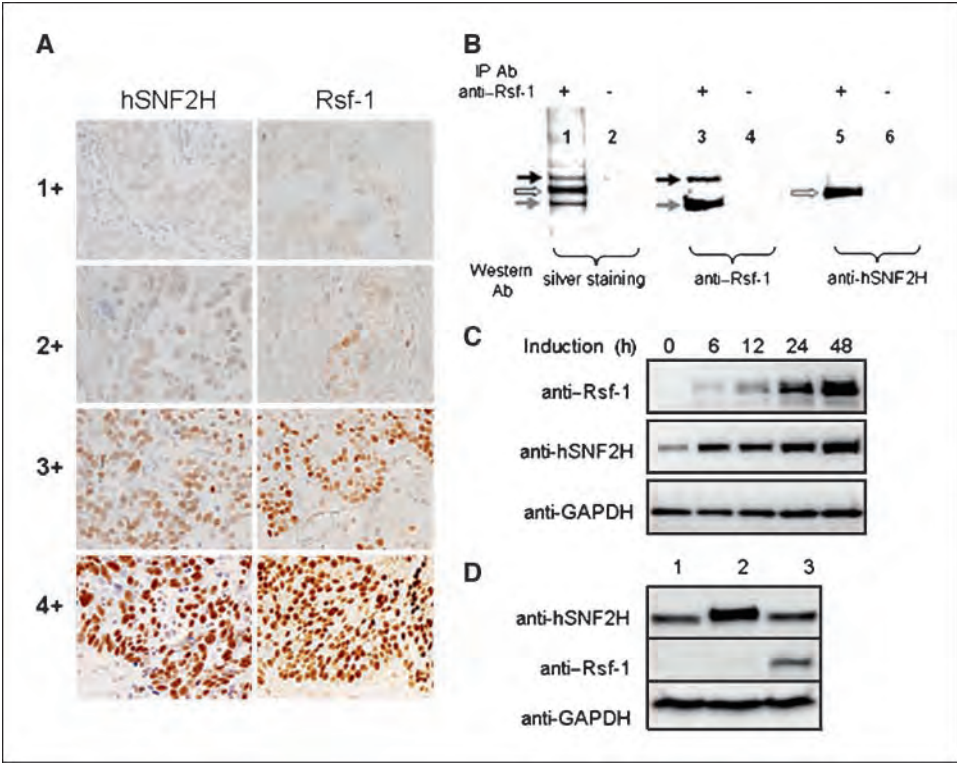 A
hSNF2H Rsf-1
1+
2+
3+
4+
B
IP Ab
anti–Rsf-1 + - + - + -
1 2 3 4 5 6
Western
Ab
silver staining anti–Rsf-1 anti-hSNF2H
C
Induction (h) 0 6 12 24 48
anti–Rsf-1
anti-hSNF2H
anti-GAPDH
D
1 2 3
anti-hSNF2H
anti–Rsf-1
anti-GAPDH